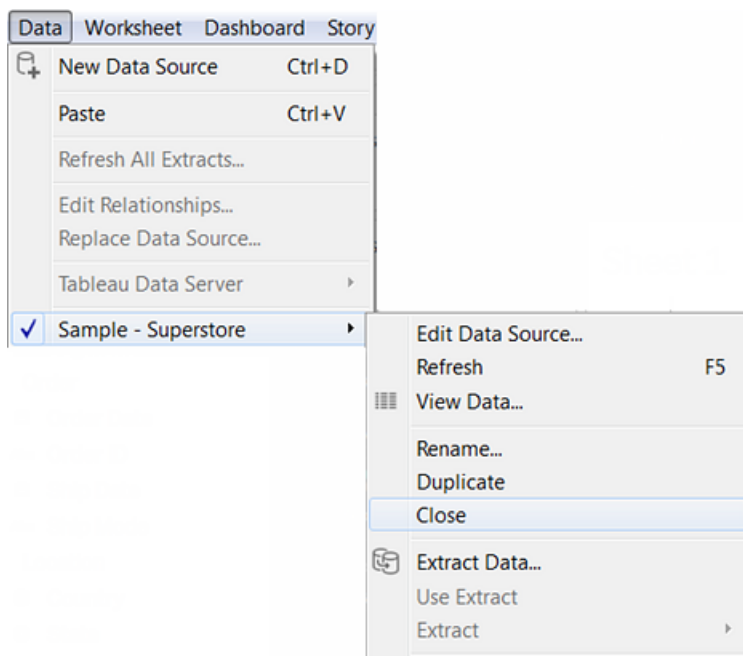 Data Worksheet Dashboard Story
New Data Source Ctrl+D
Paste Ctrl+V
Refresh All Extracts...
Edit Relationships...
Replace Data Source...
Tableau Data Server
Sample - Superstore
Edit Data Source...
Refresh F5
View Data...
Rename...
Duplicate
Close
Extract Data...
Use Extract
Extract